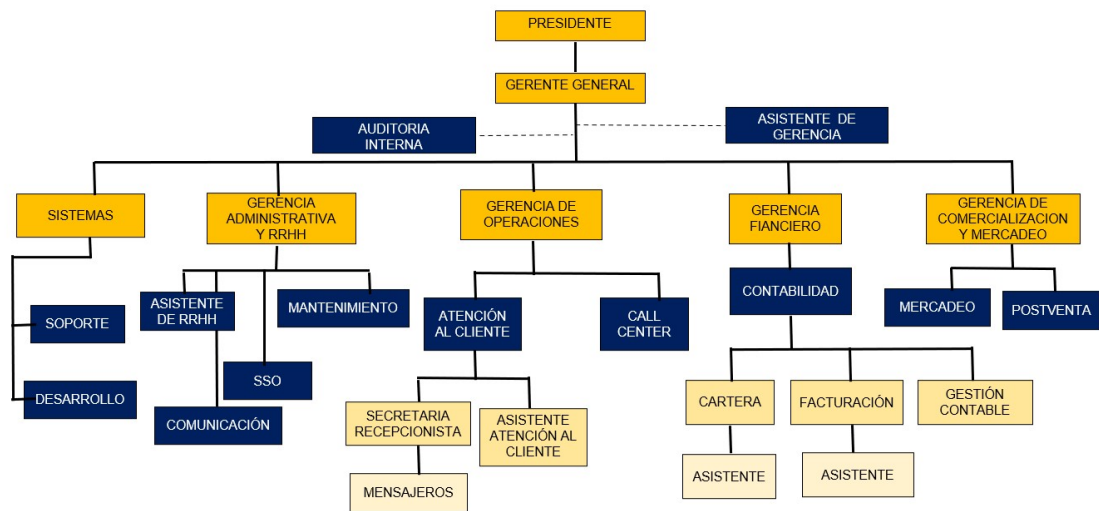 PRESIDENTE
GERENTE GENERAL
AUDITORIA
INTERNA
ASISTENTE DE
GERENCIA
SISTEMAS
GERENCIA
ADMINISTRATIVA
Y RRHH
GERENCIA DE
OPERACIONES
GERENCIA
FIANCIERO
GERENCIA DE
COMERCIALIZACION
Y MERCADEO
SOPORTE
DESARROLLO
ASISTENTE
DE RRHH
MANTENIMIENTO
SSO
COMUNICACIÓN
ATENCIÓN
AL CLIENTE
CALL
CENTER
CONTABILIDAD
MERCADEO
POSTVENTA
SECRETARIA
RECEPCIONISTA
ASISTENTE
ATENCIÓN AL
CLIENTE
MENSAJEROS
CARTERA
FACTURACIÓN
GESTIÓN
CONTABLE
ASISTENTE
ASISTENTE